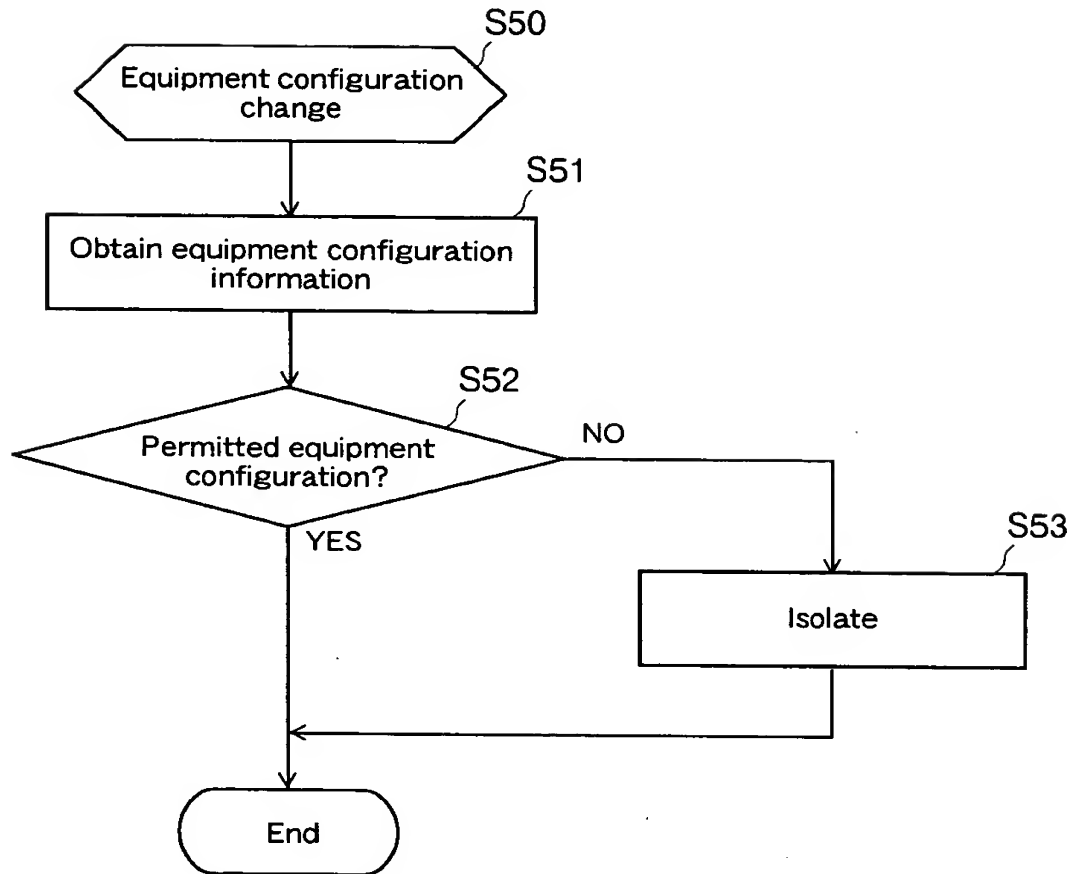 S50
Equipment configuration
change
S51
Obtain equipment configuration
information
S52
Permitted equipment
configuration?
NO
YES
S53
Isolate
End